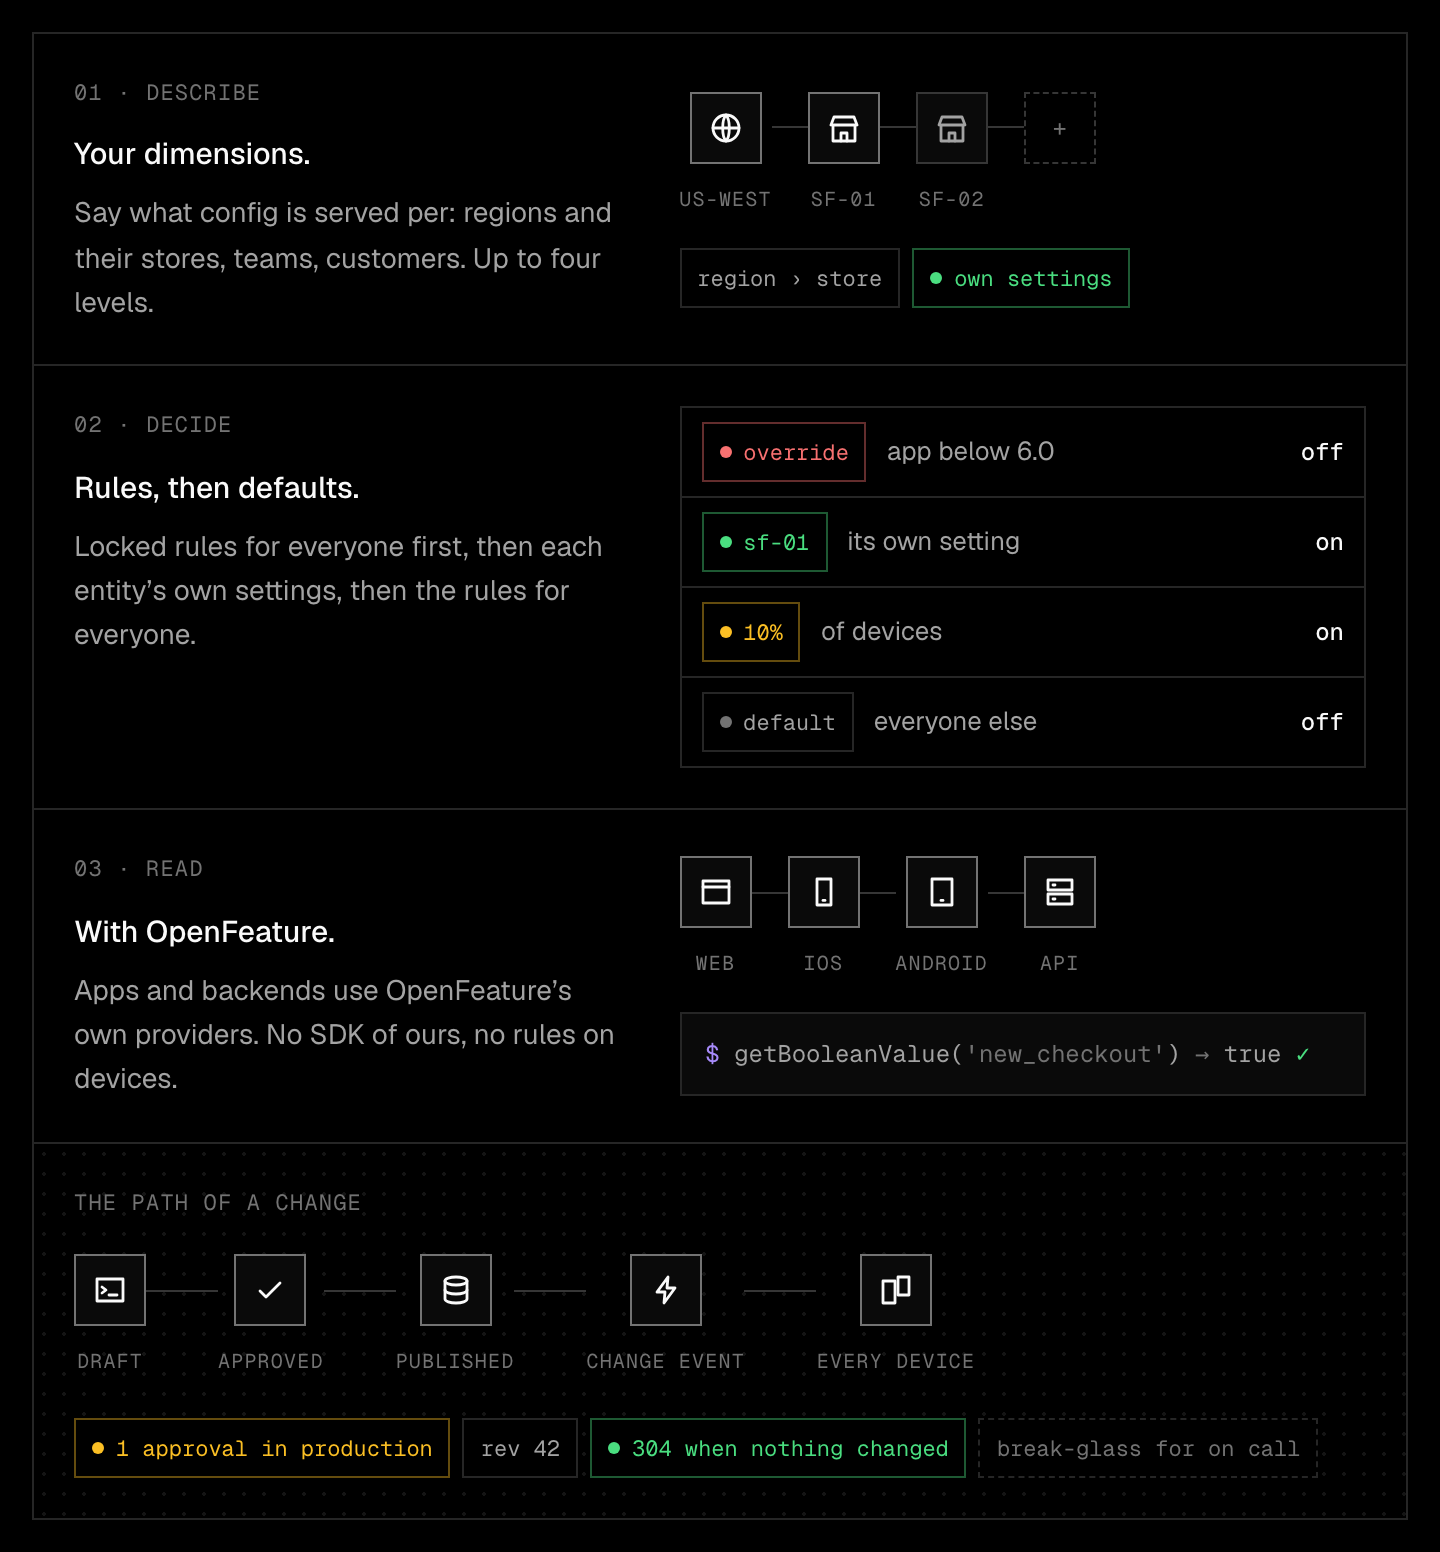 01 · DESCRIBE
Your dimensions.
Say what config is served per: regions and
their stores, teams, customers. Up to four
levels.
+
US-WEST SF-01 SF-02
region › store own settings
02 · DECIDE
Rules, then defaults.
Locked rules for everyone first, then each
entity’s own settings, then the rules for
everyone.
override app below 6.0 off
sf-01 its own setting on
10% of devices on
default everyone else off
03 · READ
With OpenFeature.
Apps and backends use OpenFeature’s
own providers. No SDK of ours, no rules on
devices.
WEB IOS ANDROID API
$ getBooleanValue('new_checkout') → true ✓
THE PATH OF A CHANGE
DRAFT APPROVED PUBLISHED CHANGE EVENT EVERY DEVICE
1 approval in production rev 42 304 when nothing changed break-glass for on call